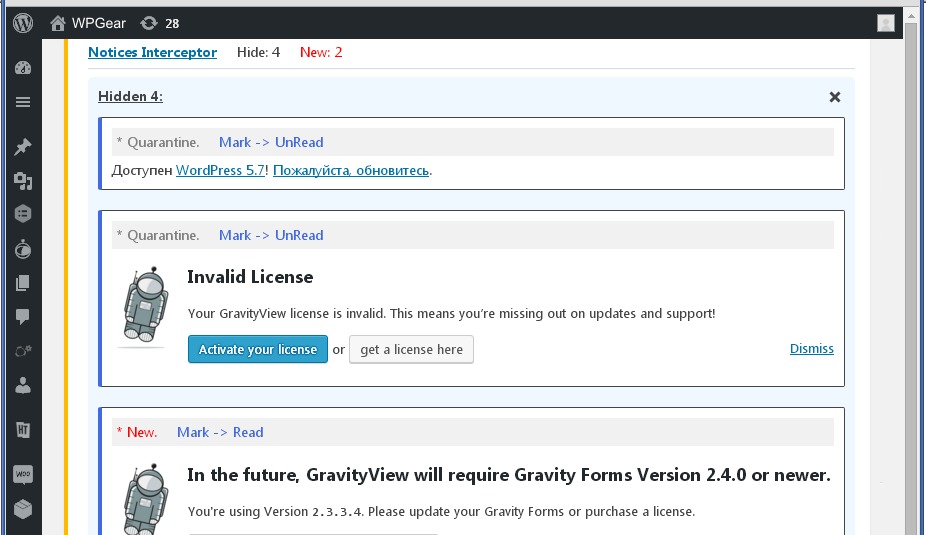 WPGear 28
Notices Interceptor Hide: 4 New: 2
Hidden 4:
* Quarantine. Mark -> UnRead
Доступен WordPress 5.7! Пожалуйста, обновитесь.
* Quarantine. Mark -> UnRead
Invalid License
Your GravityView license is invalid. This means you're missing out on updates and support!
Activate your license or get a license here Dismiss
* New. Mark -> Read
In the future, GravityView will require Gravity Forms Version 2.4.0 or newer.
You're using Version 2.3.3.4. Please update your Gravity Forms or purchase a license.
HT
WOO